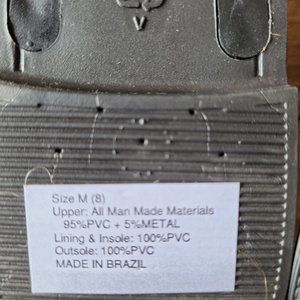 V
Size M (8)
Upper: All Man Made Materials
95%PVC + 5%METAL
Lining & Insole: 100%PVC
Outsole: 100%PVC
MADE IN BRAZIL